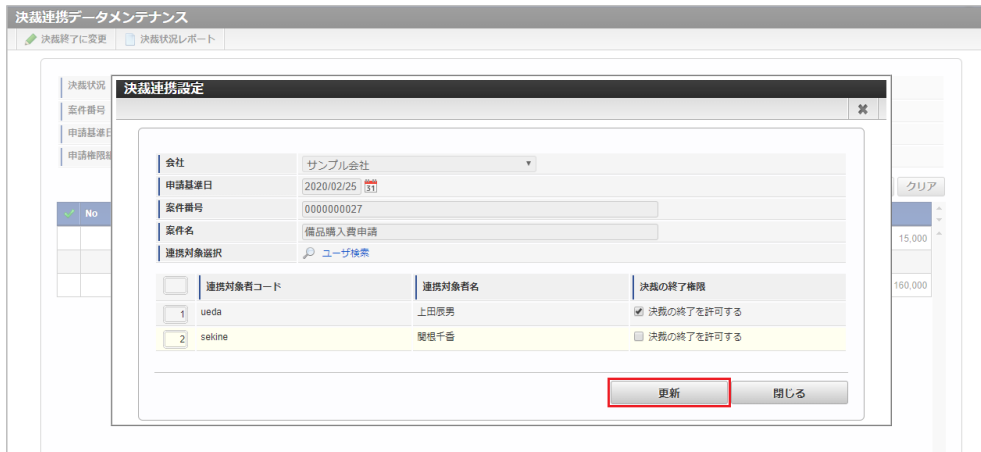 決裁連携データメンテナンス
決裁終了に変更 決裁状況レポート
決裁状況
案件番号
申請基準日
申請権限
決裁連携設定
会社 サンプル会社
申請基準日 2020/02/25 31
案件番号 0000000027
案件名 備品購入費申請
連携対象選択 ユーザ検索
連携対象者コード 連携対象者名 決裁の終了権限
1 ueda 上田辰男 決裁の終了を許可する
2 sekine 関根千香 決裁の終了を許可する
更新 閉じる
クリア
No
15,000
160,000